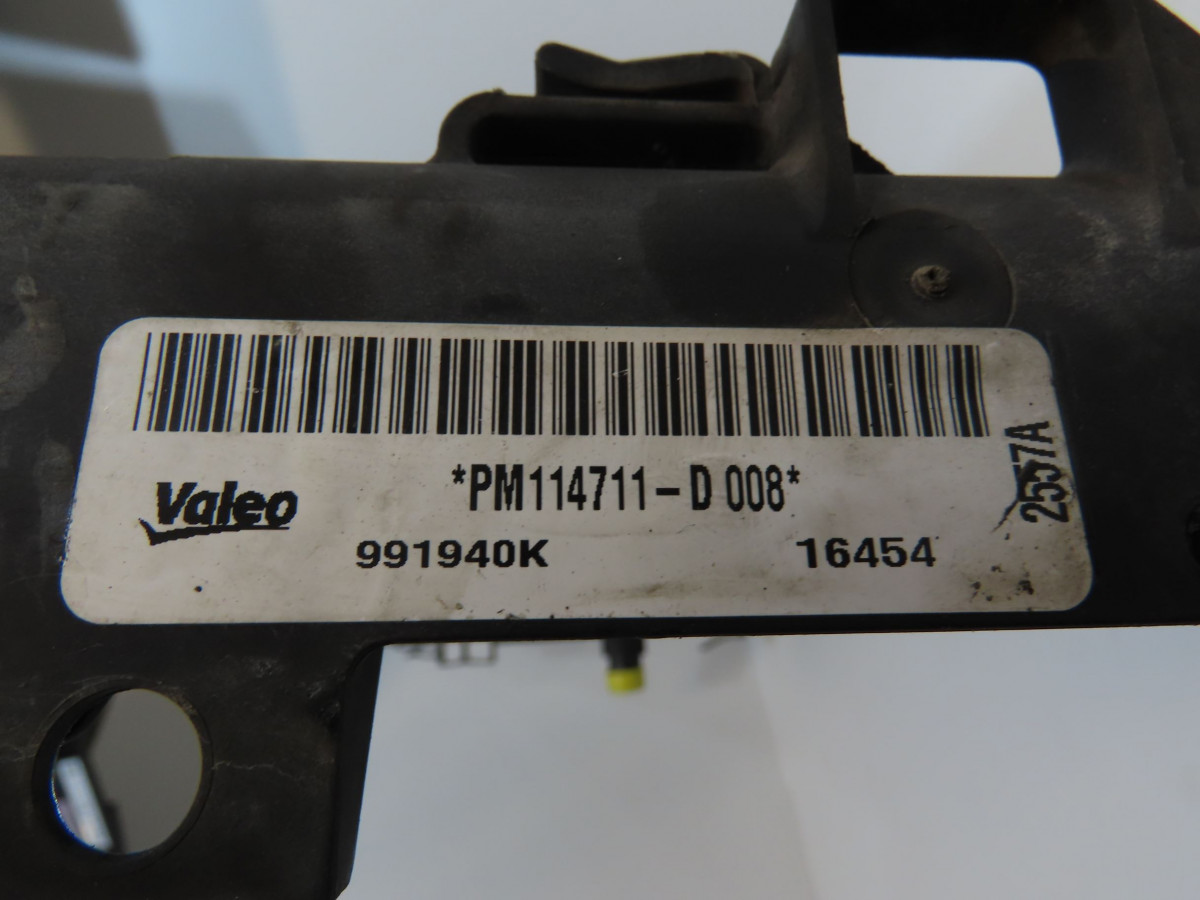 *PM114711-D 008*
Valeo
991940K 16454
2557A